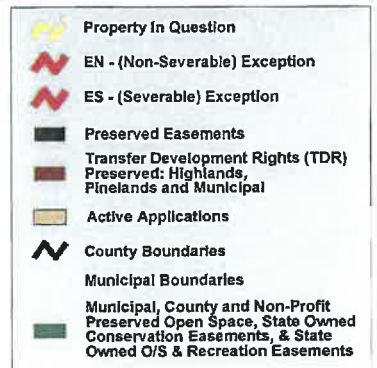 Property In Question
EN - (Non-Severable) Exception
ES - (Severable) Exception
Preserved Easements
Transfer Development Rights (TDR)
Preserved: Highlands,
Pinelands and Municipal
Active Applications
County Boundaries
Municipal Boundaries
Municipal, County and Non-Profit
Preserved Open Space, State Owned
Conservation Easements, & State
Owned O/S & Recreation Easements